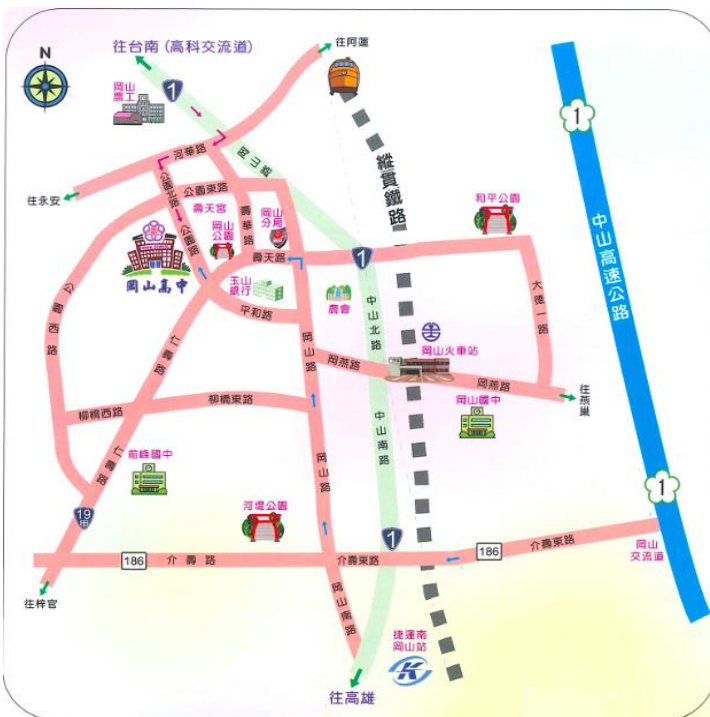 往台南 (高科交流道)
往阿蓮
N
1
岡山
農工
縱貫鐵路
1
中山高速公路
河華路
岡山路
往永安
公園北路
公園東路
壽天宮
壽華路
岡山
分局
和平公園
岡山
公園
公園路
岡山高中
壽天路
1
玉山
銀行
農會
中山北路
大德一路
公園西路
平和路
仁壽路
岡山路
岡燕路
岡山火車站
岡燕路
往燕巢
岡山國中
柳橋西路
柳橋東路
中山南路
前峰國中
仁壽路
岡山路
1
19
甲
河堤公園
1
186
介壽路
介壽東路
186
介壽東路
岡山
交流道
往梓官
岡山南路
捷運南
岡山站
K
往高雄